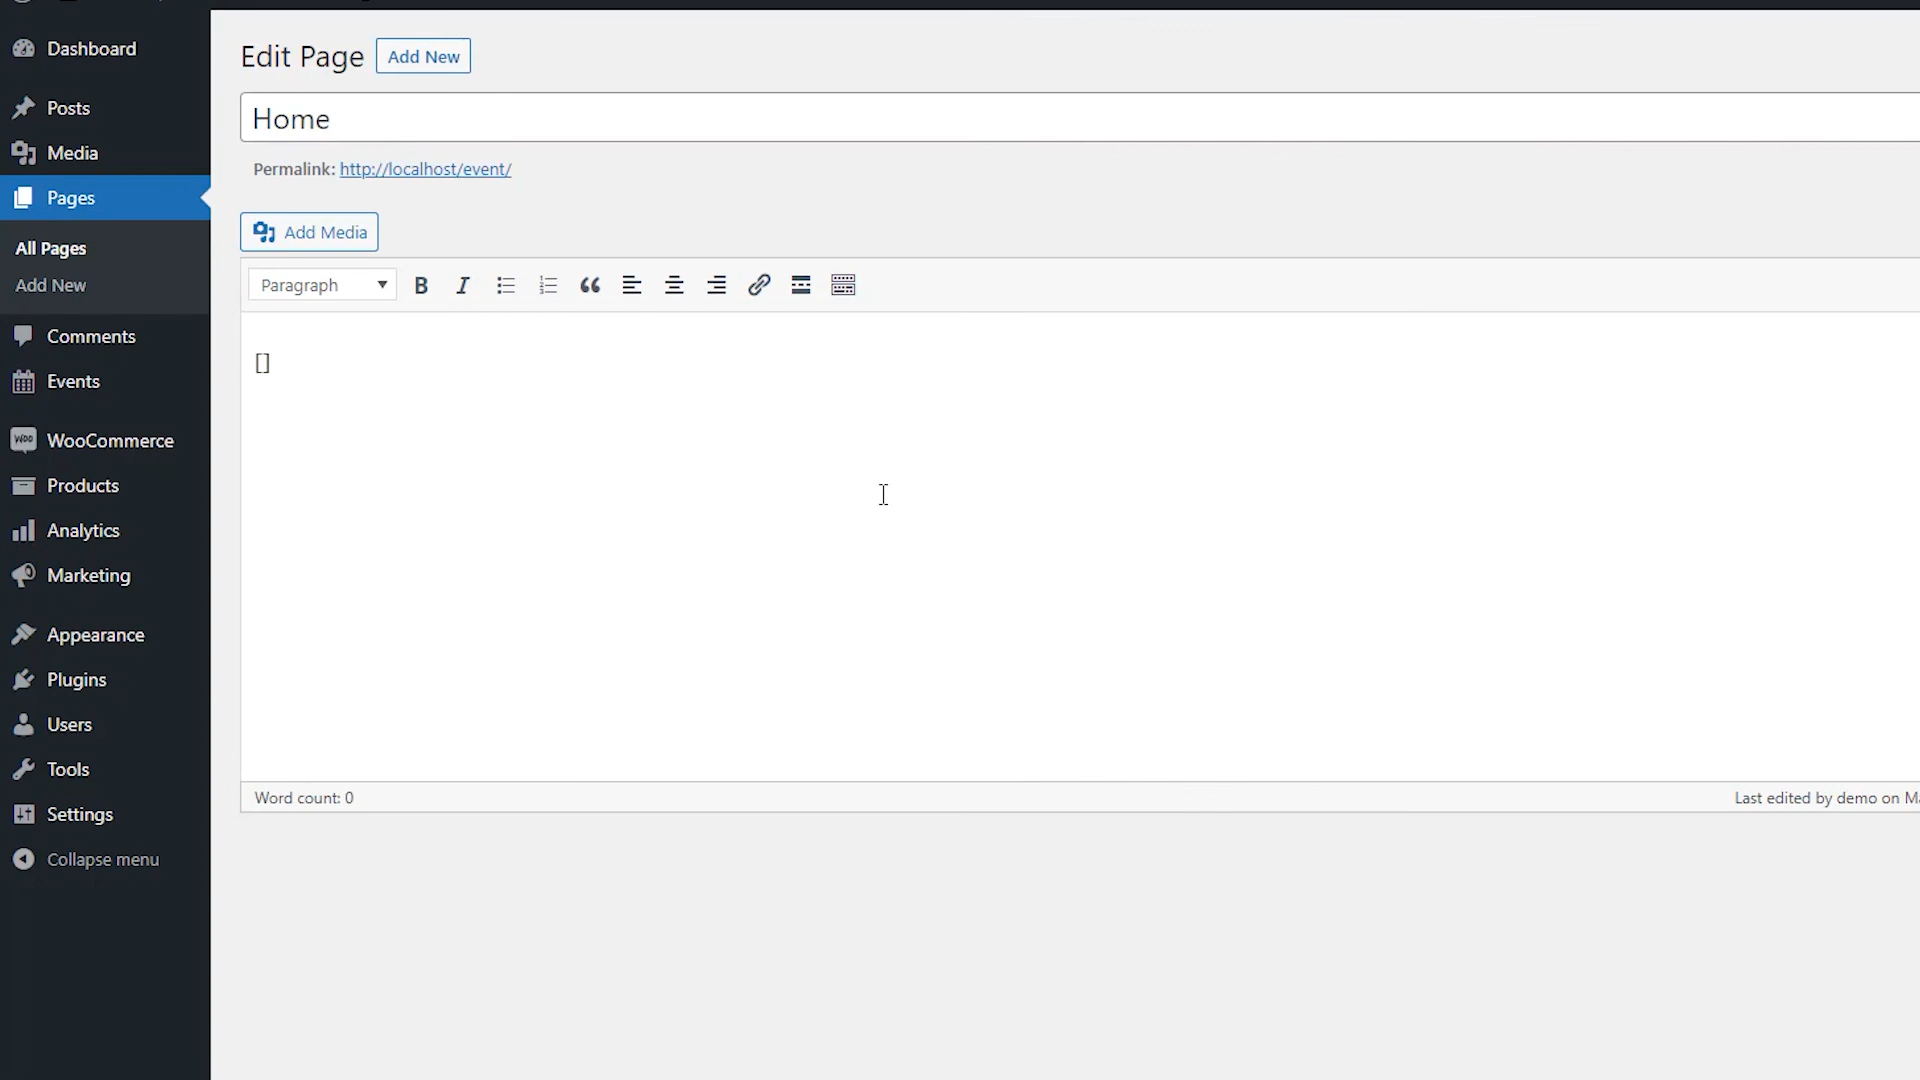 Dashboard
Posts
Media
Pages
All Pages
Add New
Comments
Events
WooCommerce
Products
Analytics
Marketing
Appearance
Plugins
Users
Tools
Settings
Collapse menu
Edit Page Add New
Home
Permalink: http://localhost/event/
Add Media
Paragraph
[]
Word count: 0
Last edited by demo on Ma